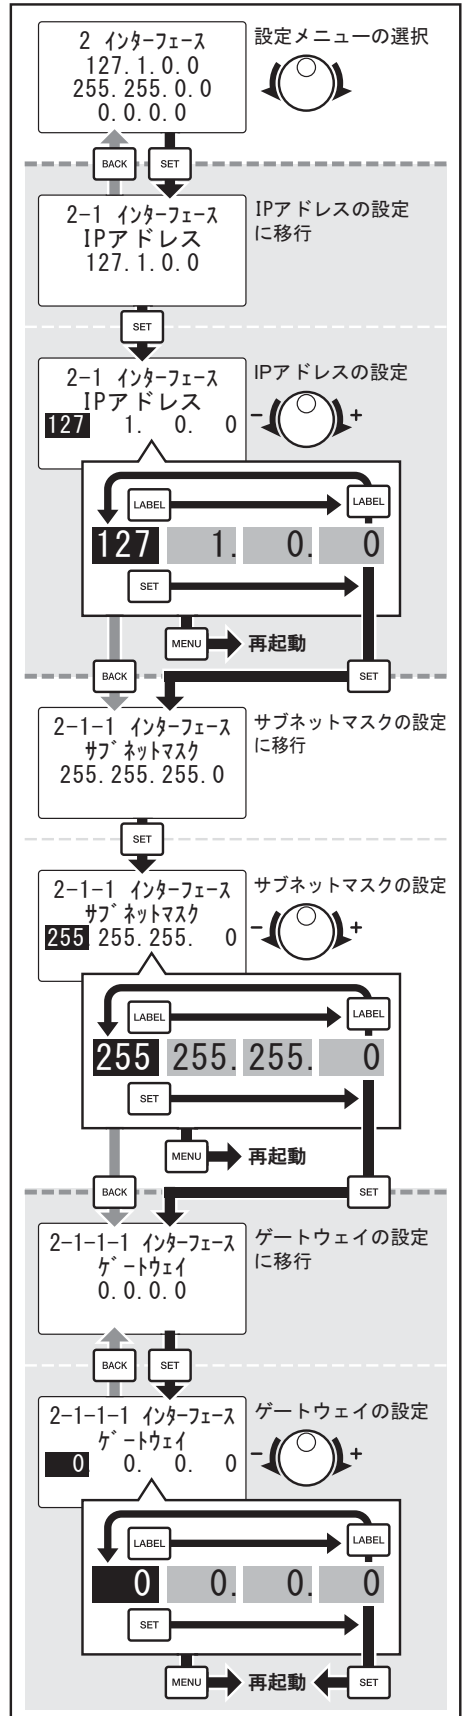 2 インターフェース
127.1.0.0
255.255.0.0
0.0.0.0
設定メニューの選択
BACK
SET
2-1 インターフェース
IPアドレス
127.1.0.0
IPアドレスの設定
に移行
SET
2-1 インターフェース
IPアドレス
127 1. 0. 0
IPアドレスの設定
- +
LABEL
LABEL
127 1. 0. 0
SET
MENU
再起動
BACK
SET
2-1-1 インターフェース
サブネットマスク
255.255.255.0
サブネットマスクの設定
に移行
SET
2-1-1 インターフェース
サブネットマスク
255 255.255. 0
サブネットマスクの設定
- +
LABEL
LABEL
255 255. 255. 0
SET
MENU
再起動
BACK
SET
2-1-1-1 インターフェース
ゲートウェイ
0.0.0.0
ゲートウェイの設定
に移行
BACK
SET
2-1-1-1 インターフェース
ゲートウェイ
0 0. 0. 0
ゲートウェイの設定
- +
LABEL
LABEL
0 0. 0. 0
SET
MENU
再起動
SET